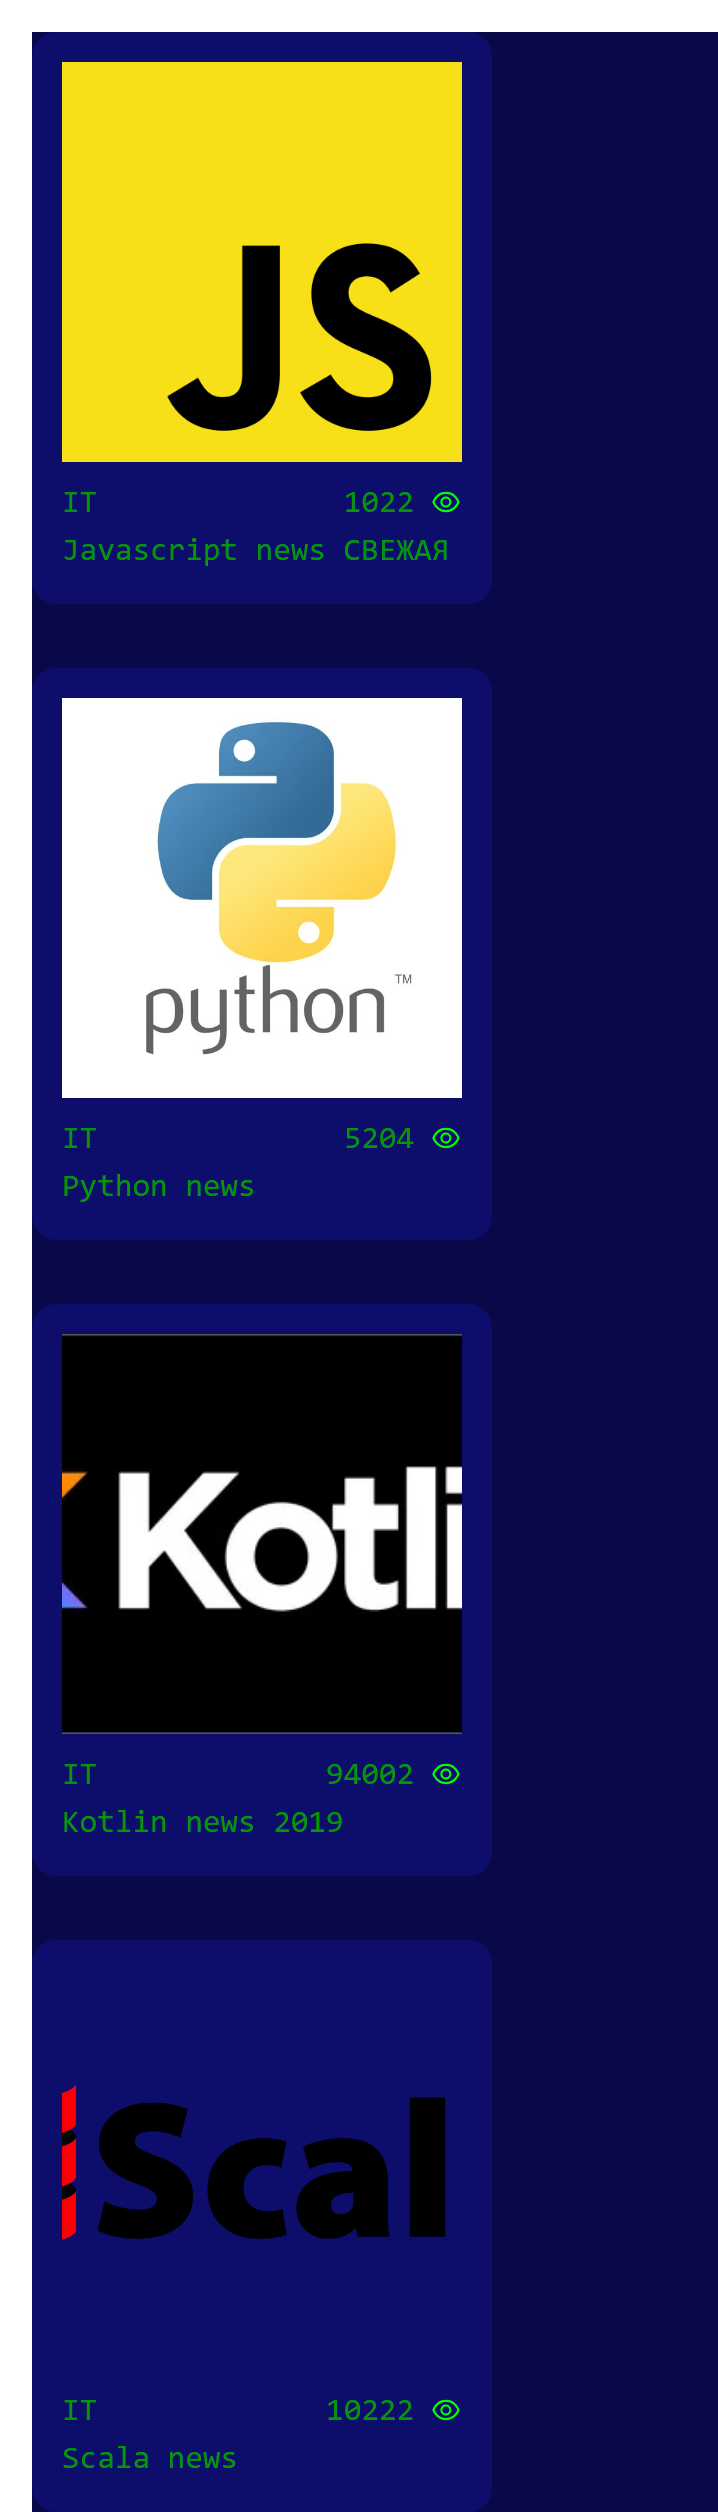 JS
IT 1022
Javascript news СВЕЖАЯ
python™
IT 5204
Python news
Kotli
IT 94002
Kotlin news 2019
Scal
IT 10222
Scala news